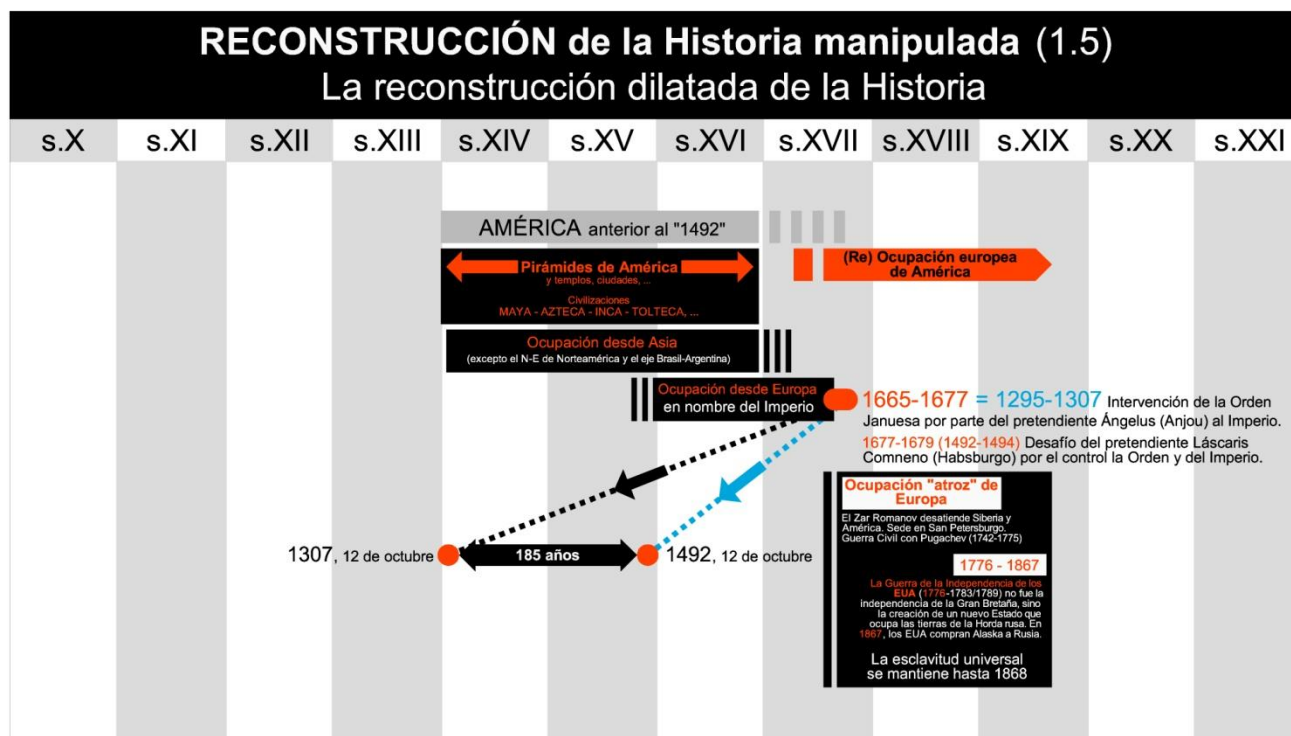 RECONSTRUCCIÓN de la Historia manipulada (1.5)
La reconstrucción dilatada de la Historia
s.X s.XI s.XII s.XIII s.XIV s.XV s.XVI s.XVII s.XVIII s.XIX s.XX s.XXI
AMÉRICA anterior al "1492"
Pirámides de América
y templos, ciudades, ...
Civilizaciones
MAYA - AZTECA - INCA - TOLTECA, ...
(Re) Ocupación europea
de América
Ocupación desde Asia
(excepto el N-E de Norteamérica y el eje Brasil-Argentina)
Ocupación desde Europa
en nombre del Imperio
1665-1677 = 1295-1307 Intervención de la Orden
Januesa por parte del pretendiente Ángelus (Anjou) al Imperio.
1677-1679 (1492-1494) Desafío del pretendiente Láscaris
Comneno (Habsburgo) por el control la Orden y del Imperio.
1307, 12 de octubre
185 años
1492, 12 de octubre
Ocupación "atroz" de
Europa
El Zar Romanov desatiende Siberia y
América. Sede en San Petersburgo.
Guerra Civil con Pugachev (1742-1775)
1776 - 1867
La Guerra de la Independencia de los
EUA (1776-1783/1789) no fue la
independencia de la Gran Bretaña, sino
la creación de un nuevo Estado que
ocupa las tierras de la Horda rusa. En
1867, los EUA compran Alaska a Rusia.
La esclavitud universal
se mantiene hasta 1868